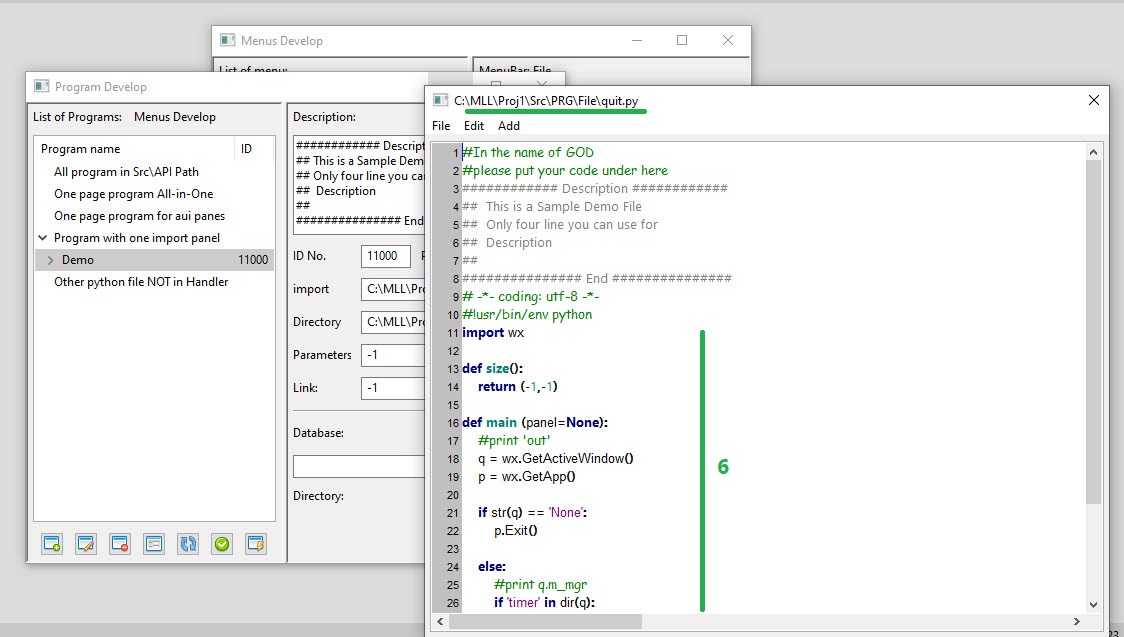 Menus Develop
List of menu:
MenuBar: File
Program Develop
List of Programs: Menus Develop
Program name ID
All program in Src\API Path
One page program All-in-One
One page program for aui panes
Program with one import panel
Demo 11000
Other python file NOT in Handler
Description:
############ Descript
## This is a Sample Dem
## Only four line you ca
## Description
##
############### End
ID No. 11000
import C:\MLL\Pro
Directory C:\MLL\Pro
Parameters -1
Link: -1
Database:
Directory:
C:\MLL\Proj1\Src\PRG\File\quit.py
File Edit Add
1 #In the name of GOD
2 #please put your code under here
3 ############ Description ############
4 ## This is a Sample Demo File
5 ## Only four line you can use for
6 ## Description
7 ##
8 ############### End ###############
9 # -*- coding: utf-8 -*-
10 #!usr/bin/env python
11 import wx
12
13 def size():
14 return (-1,-1)
15
16 def main (panel=None):
17 #print 'out'
18 q = wx.GetActiveWindow()
19 p = wx.GetApp()
20
21 if str(q) == 'None':
22 p.Exit()
23
24 else:
25 #print q.m_mgr
26 if 'timer' in dir(q):
6
23